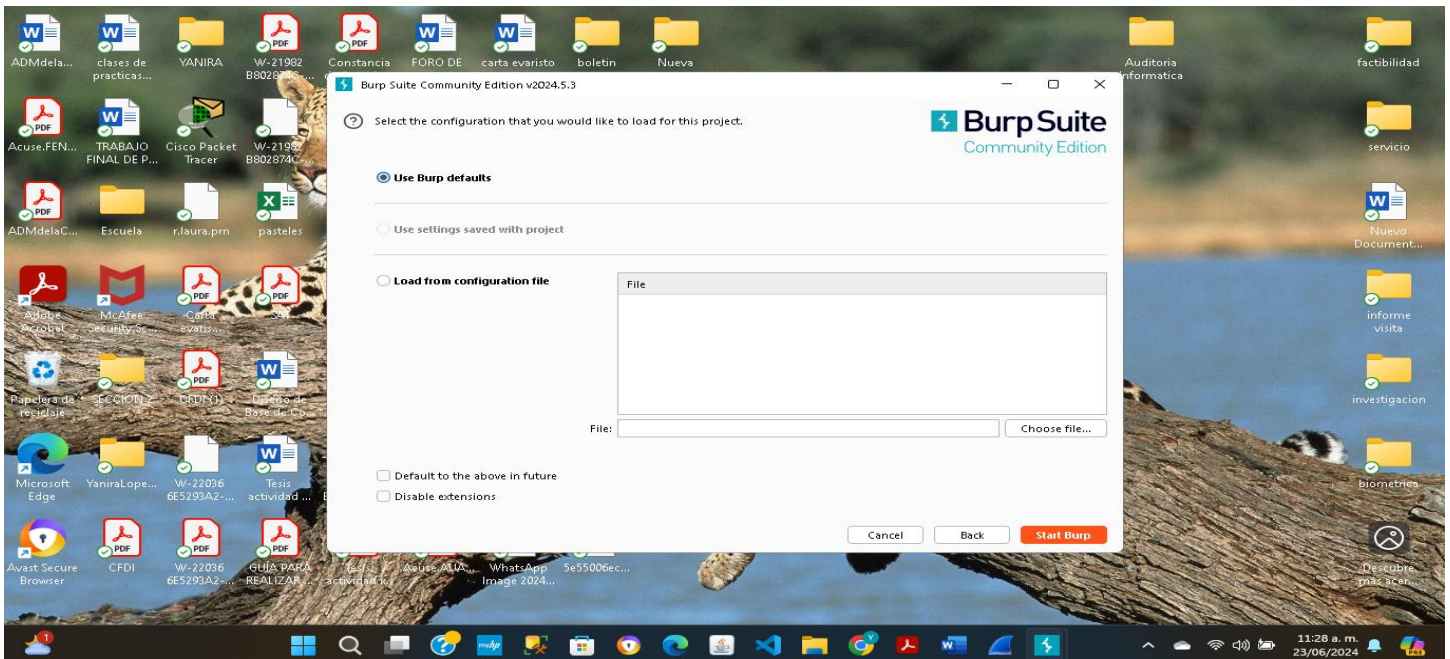 ADMdela...
clases de
practicas...
YANIRA
W-21982
Constancia
FORO DE
carta evaristo
boletin
Nueva
Auditoria
Informatica
factibilidad
Burp Suite Community Edition v2024.5.3
Select the configuration that you would like to load for this project.
Burp Suite
Community Edition
Use Burp defaults
Use settings saved with project
Load from configuration file
File
File:
Choose file...
Default to the above in future
Disable extensions
Cancel
Back
Start Burp
Acuse.FEN...
TRABAJO
FINAL DE P...
Cisco Packet
Tracer
B802874C-...
servicio
ADMdelaC...
Escuela
r.laura.prn
pasteles
Nuevo
Document...
Adobe
Acrobat
McAfee
Security Sc...
Carta
evaris...
SAT
informe
visita
Papelera de
reciclaje
SECCION 2
CFDI (1)
Diseño de
Base de Co...
investigacion
Microsoft
Edge
YaniraLope...
W-22036
6E5293A2-...
Tesis
actividad ...
biometrica
Avast Secure
Browser
CFDI
W-22036
6E5293A2-...
GUÍA PARA
REALIZAR ...
Tesis
WhatsApp
Image 2024...
5e55006ec...
Descubre
más acer...
11:28 a. m.
23/06/2024